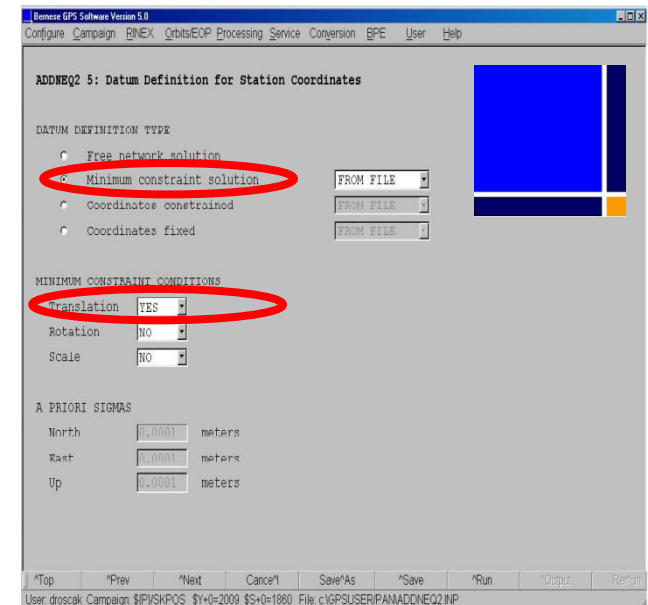 Bernese GPS Software Version 5.0
Configure Campaign RINEX Orbits/EOP Processing Service Conversion BPE User Help
ADDNEQ2 5: Datum Definition for Station Coordinates
DATUM DEFINITION TYPE
Free network solution
Minimum constraint solution FROM FILE
Coordinates constrained FROM FILE
Coordinates fixed FROM FILE
MINIMUM CONSTRAINT CONDITIONS
Translation YES
Rotation NO
Scale NO
A PRIORI SIGMAS
North 0.0001 meters
East 0.0001 meters
Up 0.0001 meters
^Top ^Prev ^Next Cance^l Save^As ^Save ^Run ^Output Rer^un
User: droscak Campaign: ${P}/SKPOS $Y+0=2009 $S+0=1860 File: c:\GPSUSER/PAN/ADDNEQ2.INP